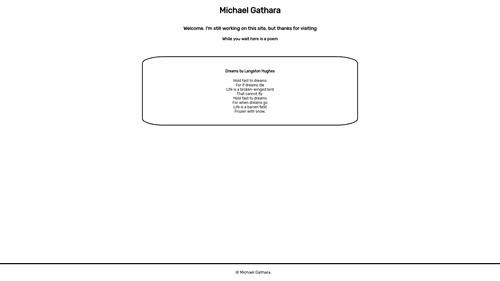 Michael Gathara
Welcome. I'm still working on this site, but thanks for visiting
While you wait here is a poem
Dreams by Langston Hughes
Hold fast to dreams
For if dreams die
Life is a broken-winged bird
That cannot fly.
Hold fast to dreams
For when dreams go
Life is a barren field
Frozen with snow.
© Michael Gathara